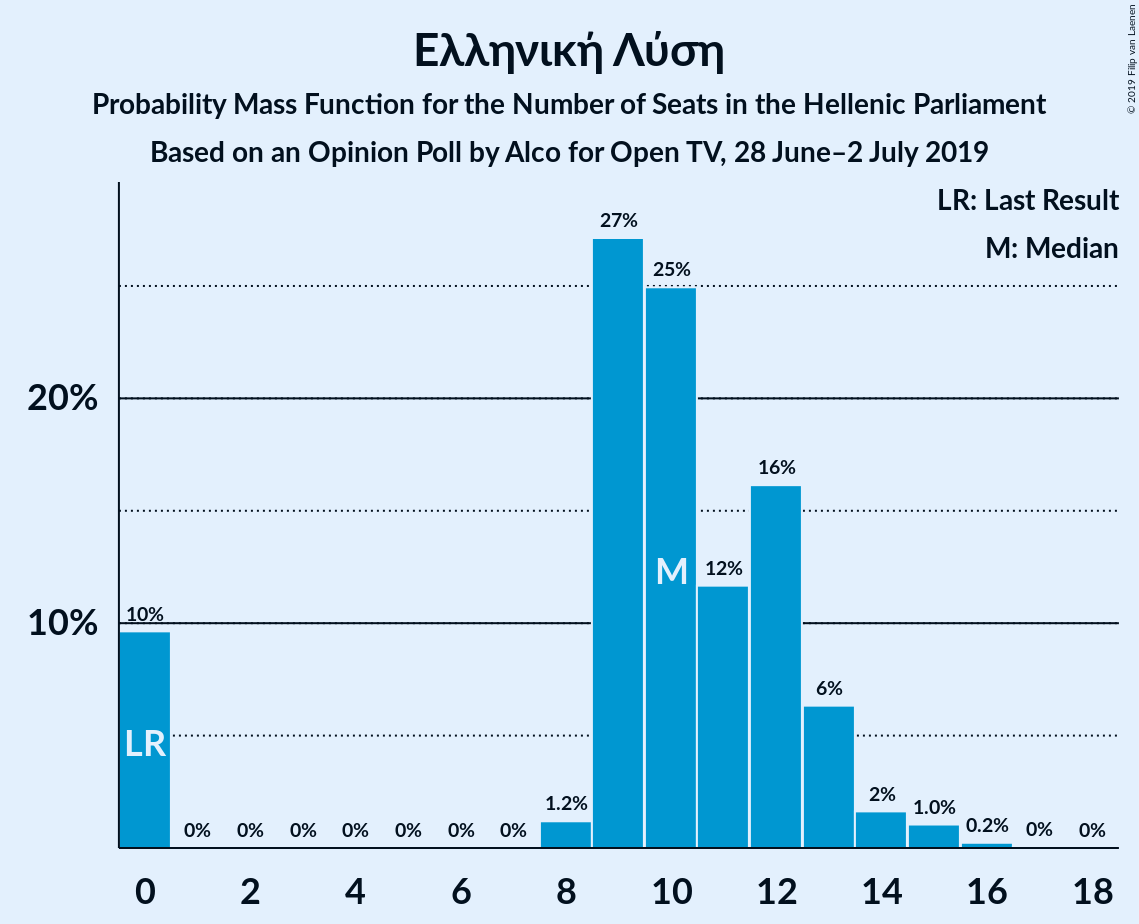 Ελληνική Λύση
Probability Mass Function for the Number of Seats in the Hellenic Parliament
Based on an Opinion Poll by Alco for Open TV, 28 June–2 July 2019
© 2019 Filip van Laenen
LR: Last Result
M: Median
27%
25%
20%
16%
12%
M
10%
10%
6%
LR
1.2%
2%
1.0%
0.2%
0% 0% 0% 0% 0% 0% 0% 0% 0%
0 2 4 6 8 10 12 14 16 18